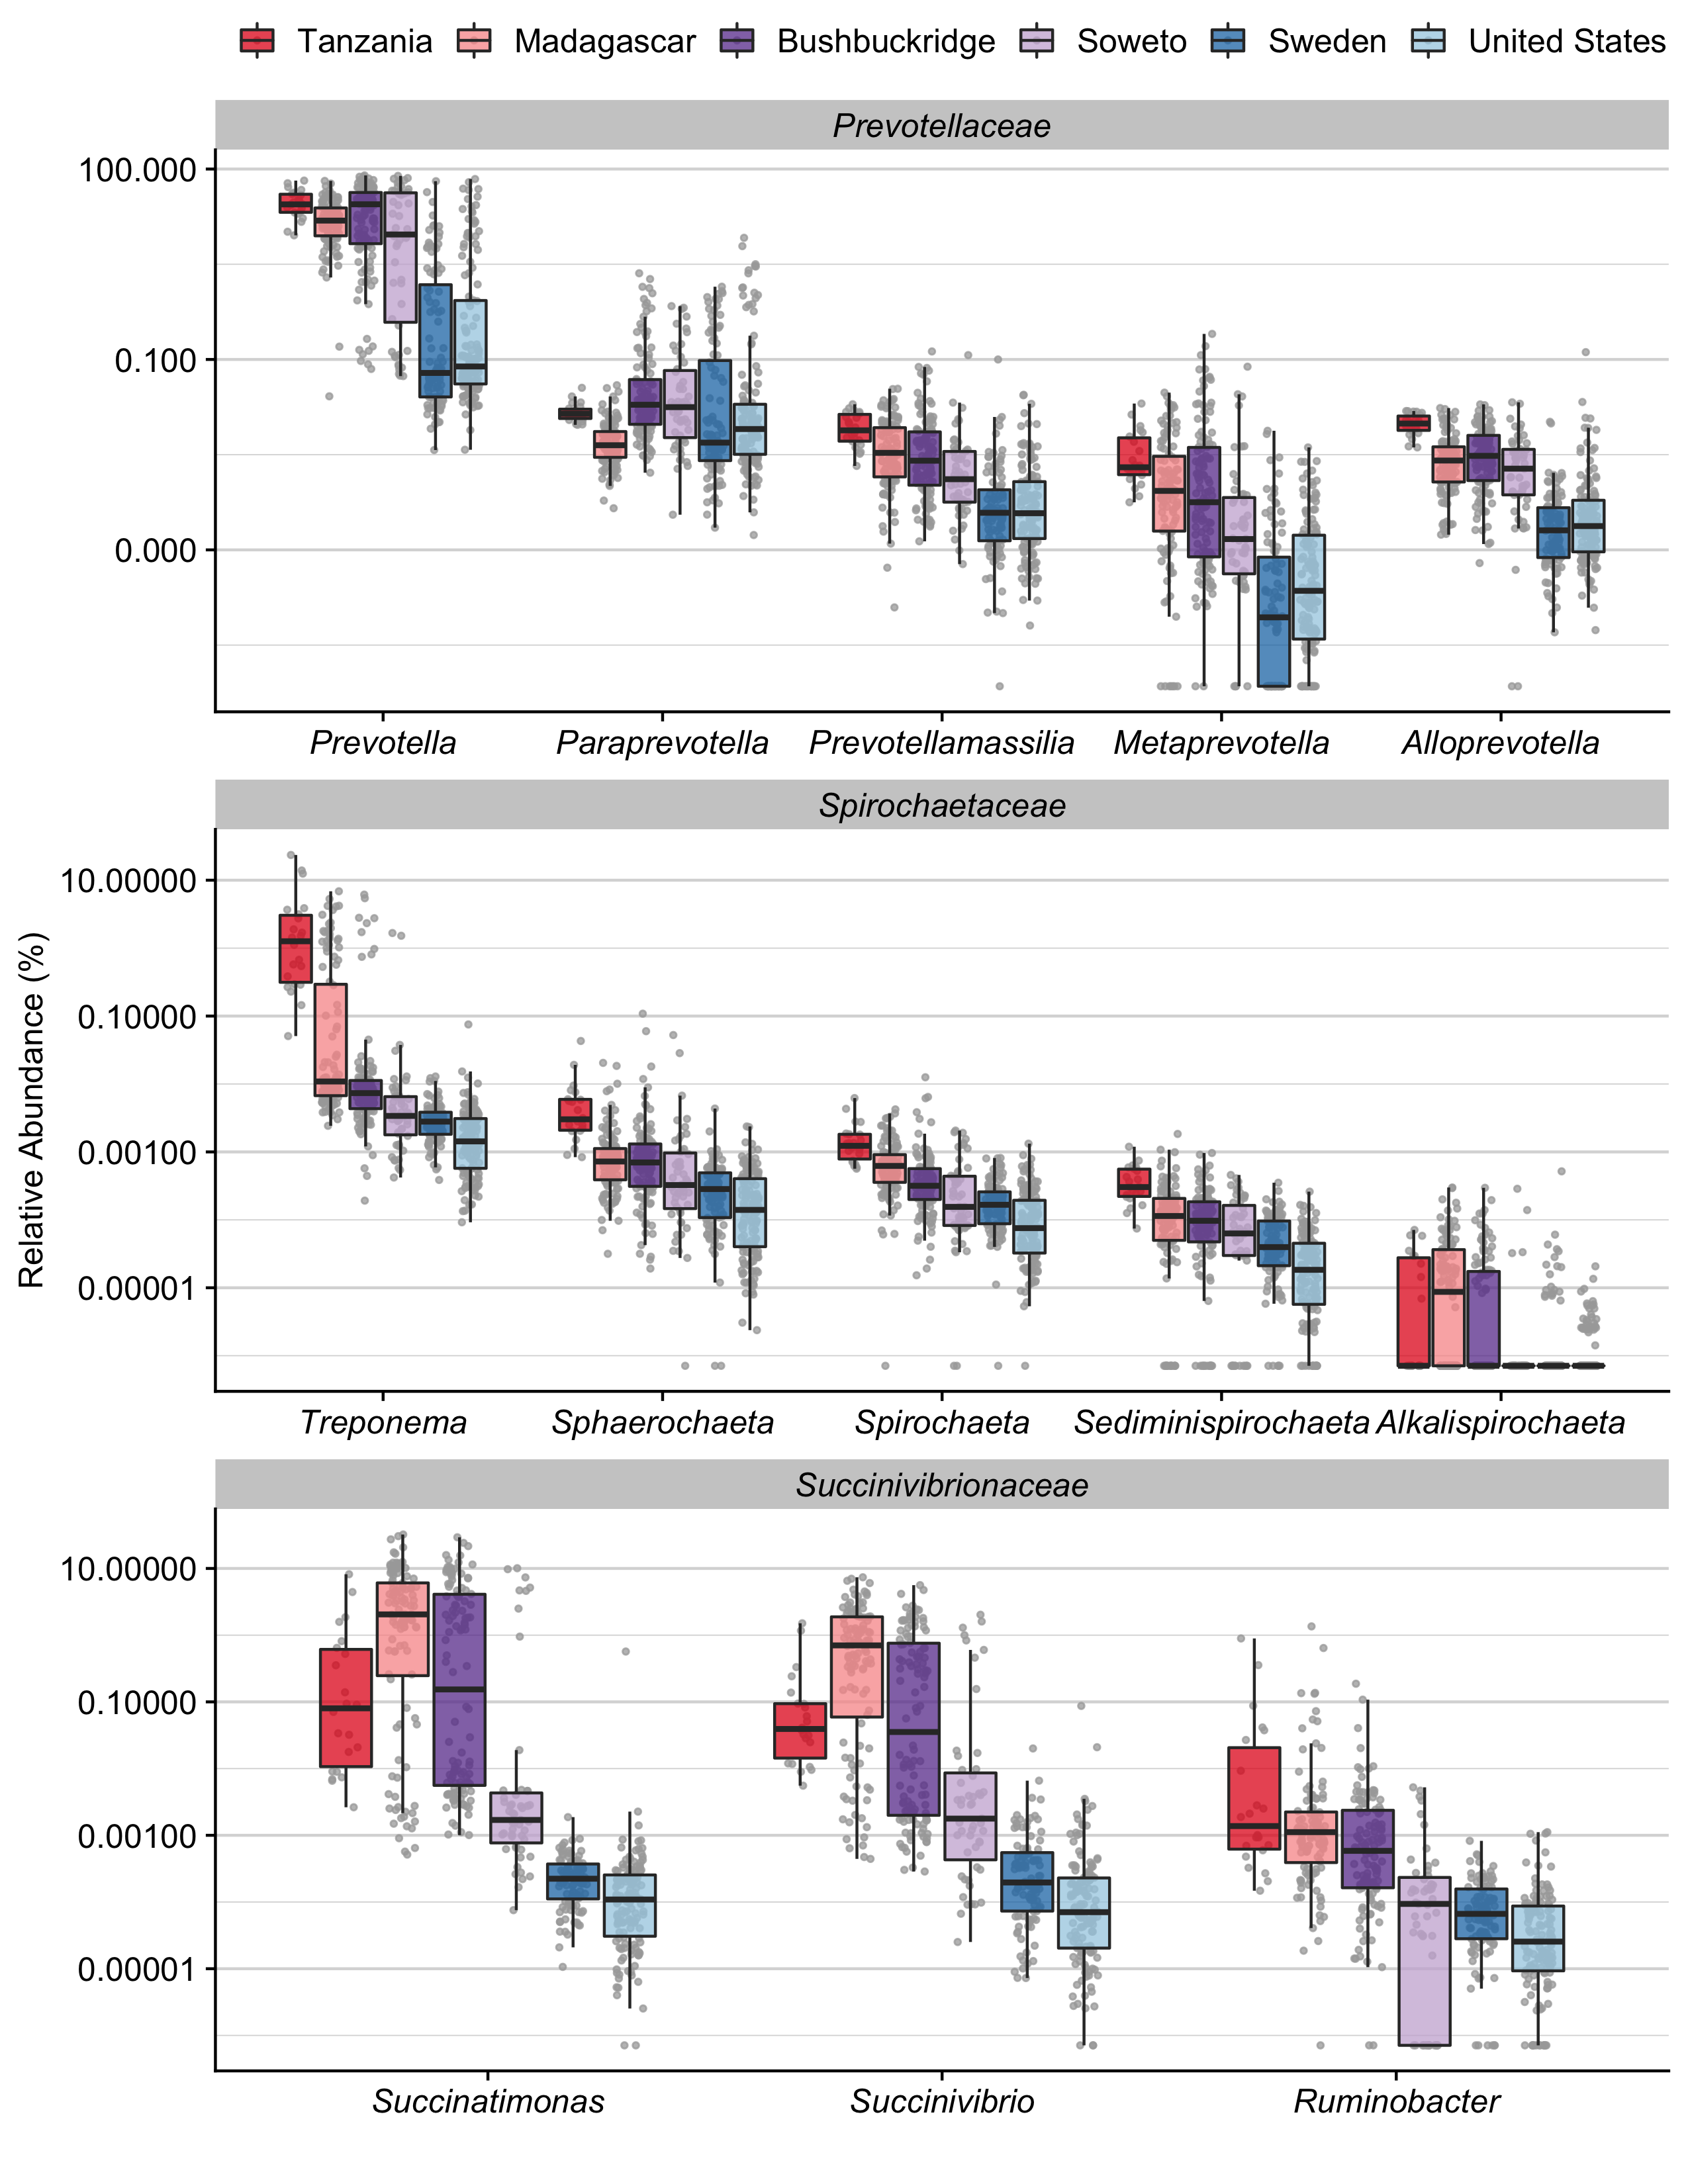 Tanzania Madagascar Bushbuckridge Soweto Sweden United States
Prevotellaceae
100.000
0.100
0.000
Prevotella Paraprevotella Prevotellamassilia Metaprevotella Alloprevotella
Spirochaetaceae
Relative Abundance (%)
10.00000
0.10000
0.00100
0.00001
Treponema Sphaerochaeta Spirochaeta Sediminispirochaeta Alkalispirochaeta
Succinivibrionaceae
10.00000
0.10000
0.00100
0.00001
Succinatimonas Succinivibrio Ruminobacter